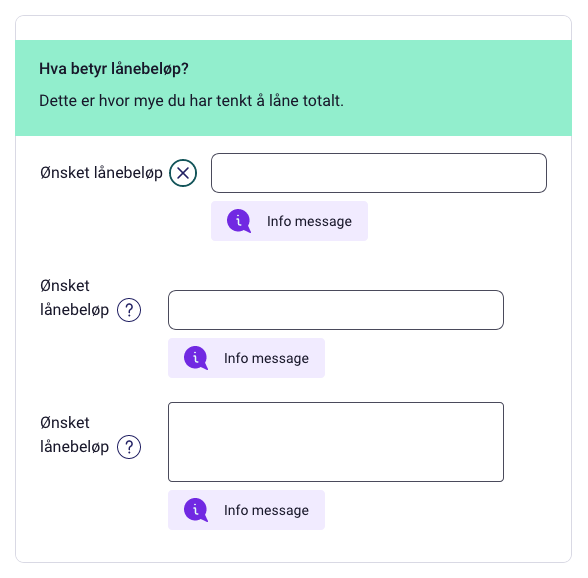 Hva betyr lånebeløp?
Dette er hvor mye du har tenkt å låne totalt.
Ønsket lånebeløp
i Info message
Ønsket
lånebeløp ?
i Info message
Ønsket
lånebeløp ?
i Info message